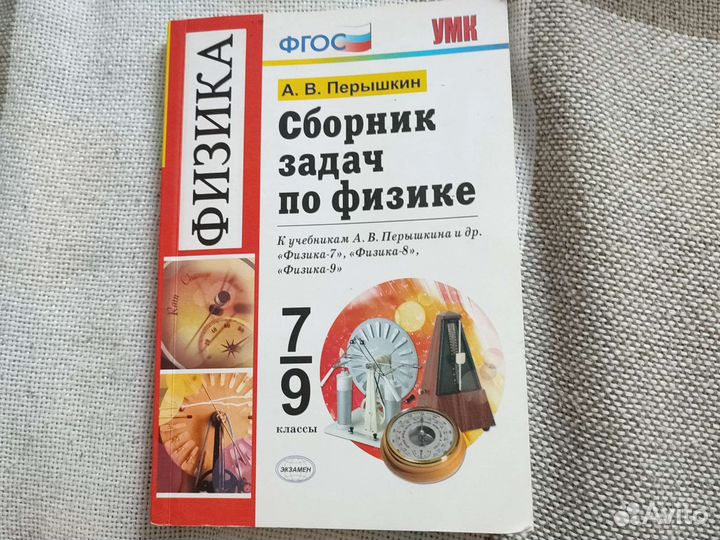 ФГОС
УМК
ФИЗИКА
А. В. Перышкин
Сборник
задач
по физике
К учебникам А. В. Перышкина и др.
«Физика-7», «Физика-8»,
«Физика-9»
Rain
7
9
классы
ЭКЗАМЕН
Avito